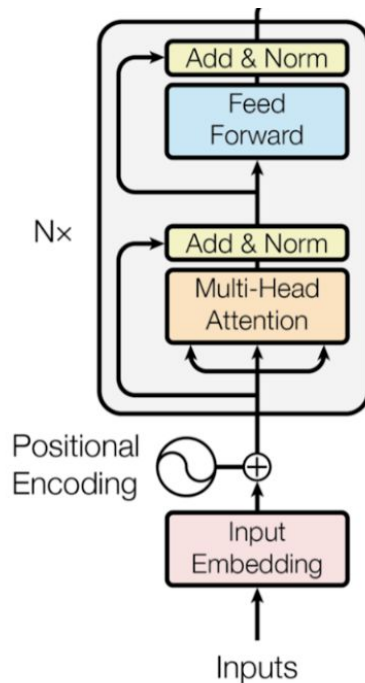 Add & Norm
Feed
Forward
N×
Add & Norm
Multi-Head
Attention
Positional
Encoding
Input
Embedding
Inputs